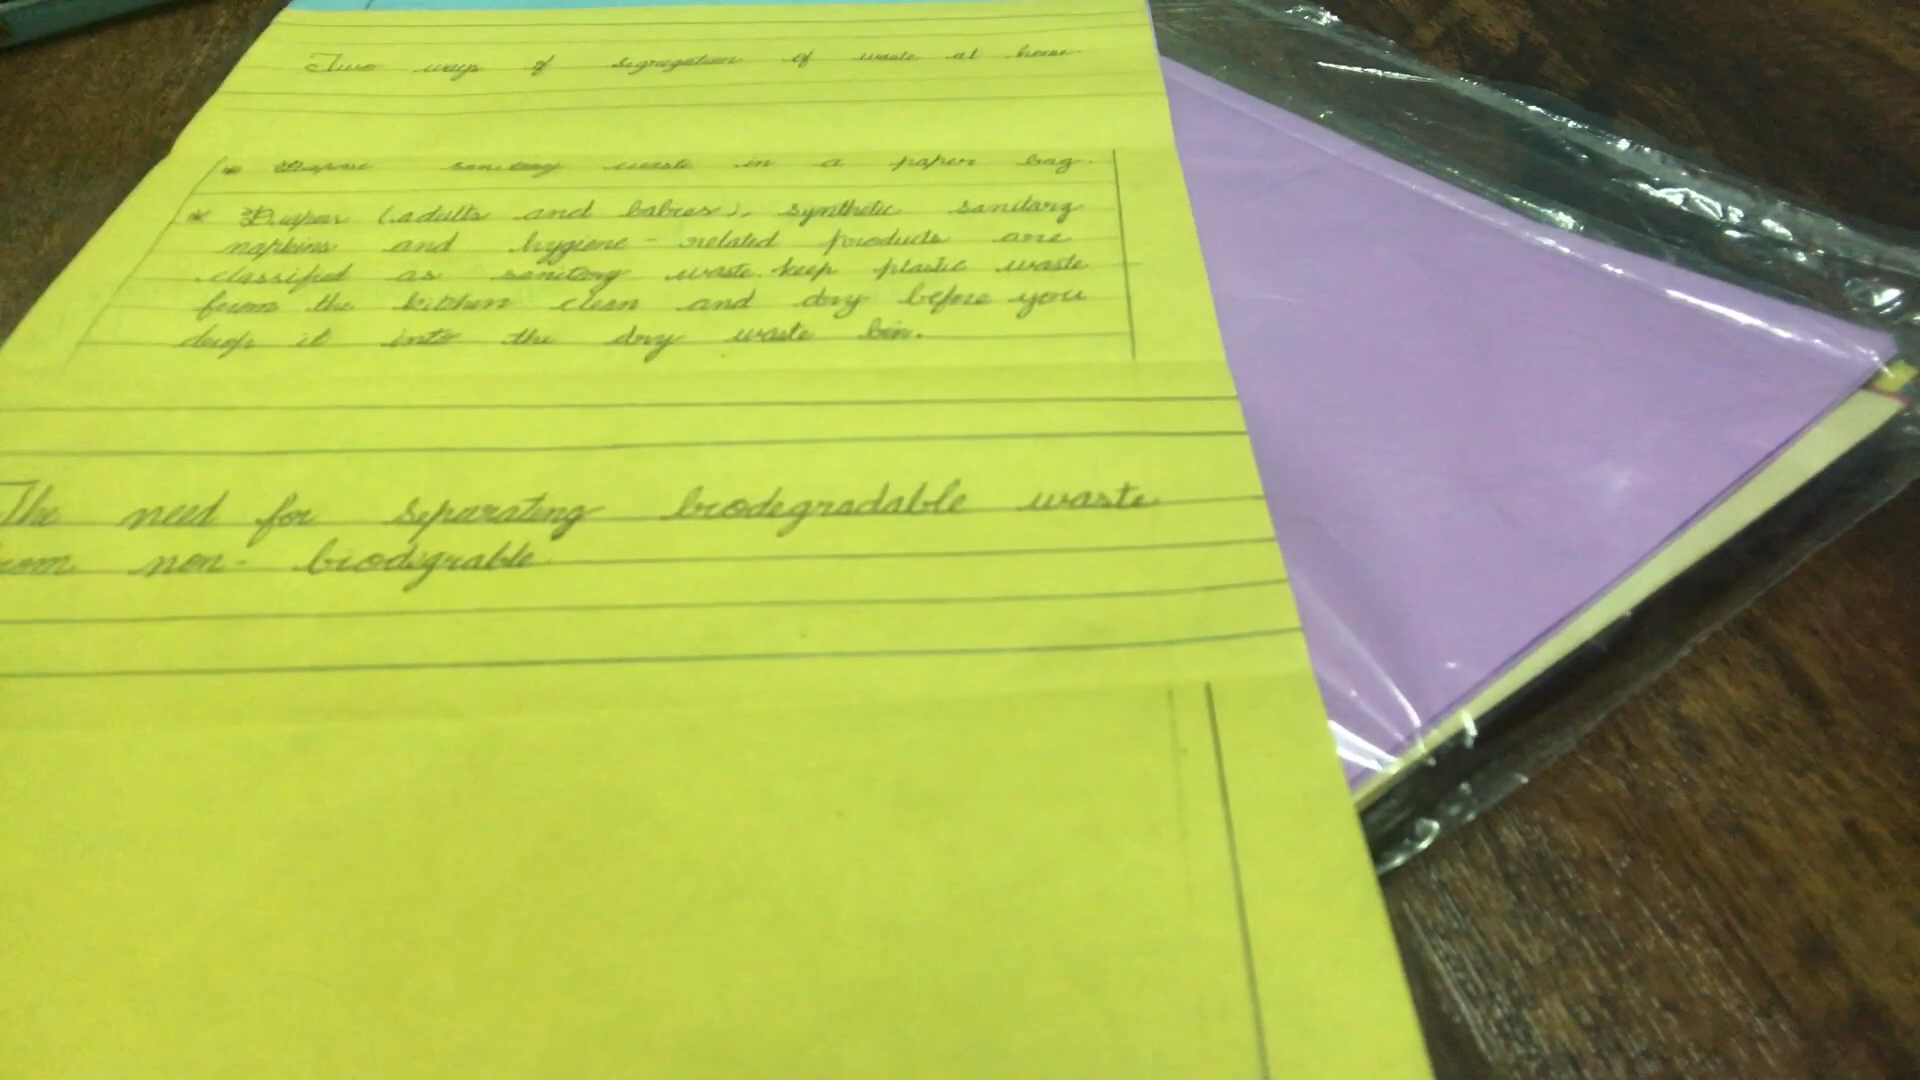 Two ways of segregation of waste at home
* Dispose sanitary waste in a paper bag.
* Diapers (adults and babies), synthetic sanitary
napkins and hygiene - related products are
classified as sanitary waste. keep plastic waste
from the kitchen clean and dry before you
drop it into the dry waste bin.
The need for separating biodegradable waste
from non- biodigrable